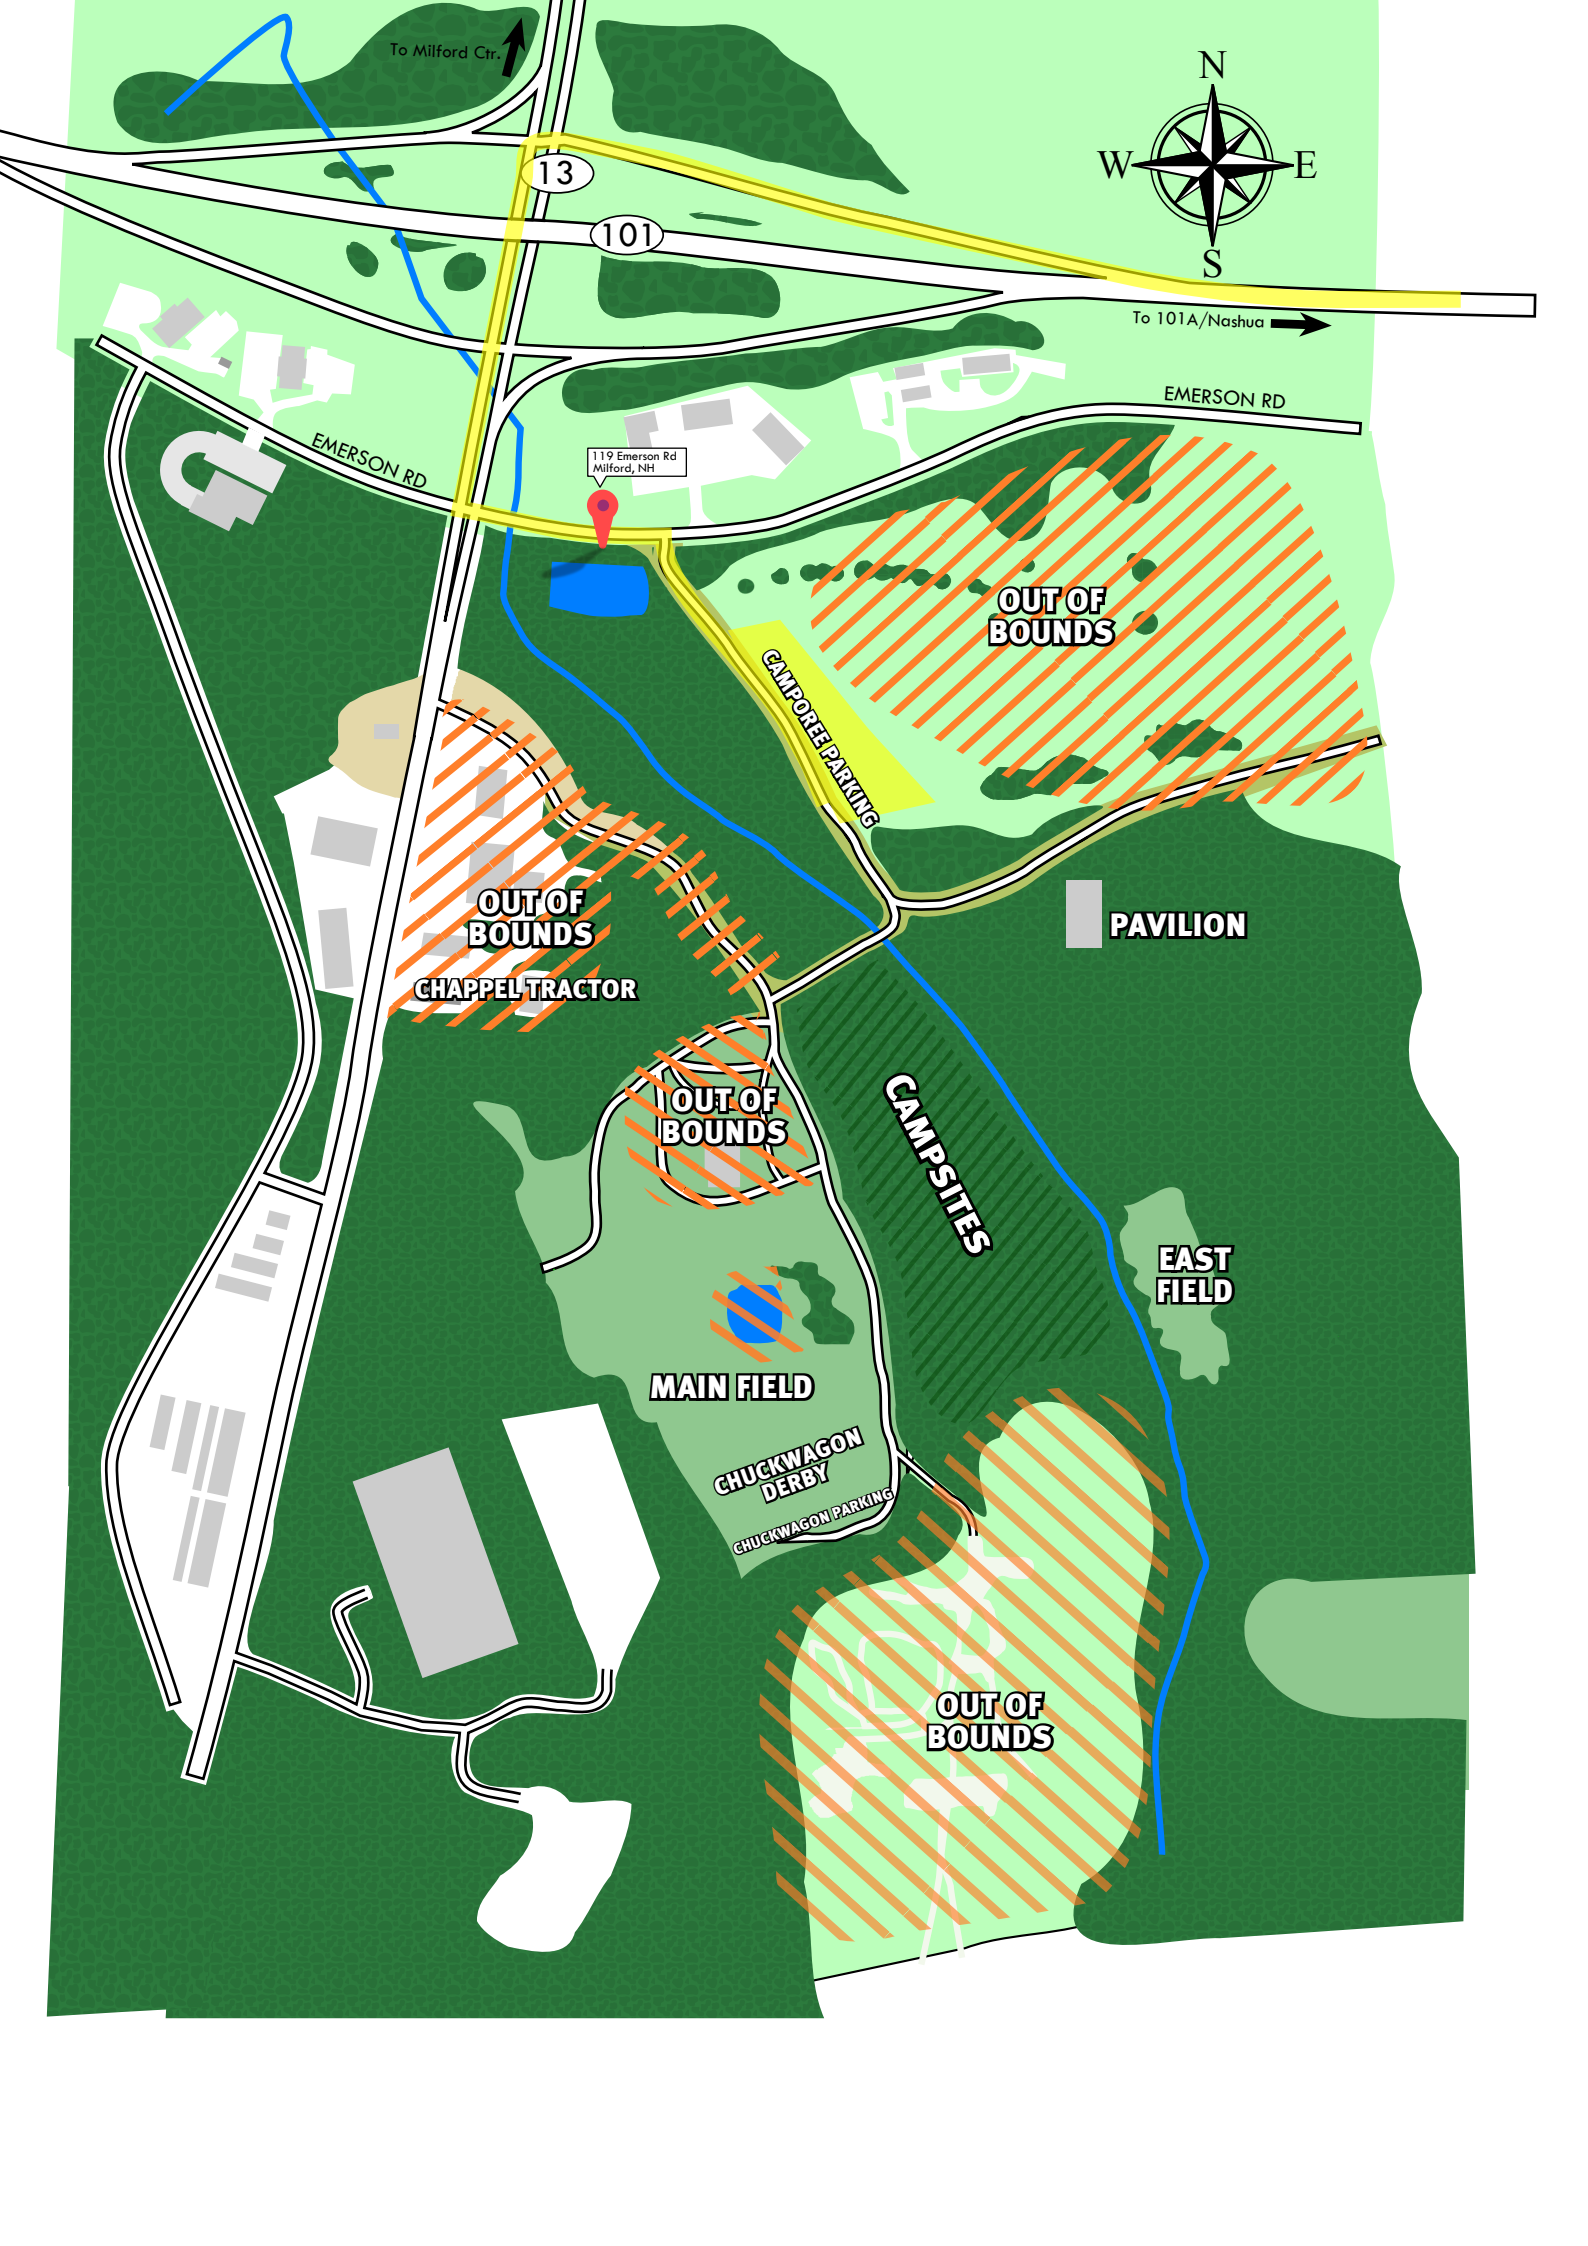 To Milford Ctr.
N
W
E
S
13
101
To 101A/Nashua
EMERSON RD
EMERSON RD
119 Emerson Rd
Milford, NH
OUT OF
BOUNDS
CAMPOREE PARKING
OUT OF
BOUNDS
CHAPPEL TRACTOR
PAVILION
OUT OF
BOUNDS
CAMPSITES
EAST
FIELD
MAIN FIELD
CHUCKWAGON
DERBY
CHUCKWAGON PARKING
OUT OF
BOUNDS